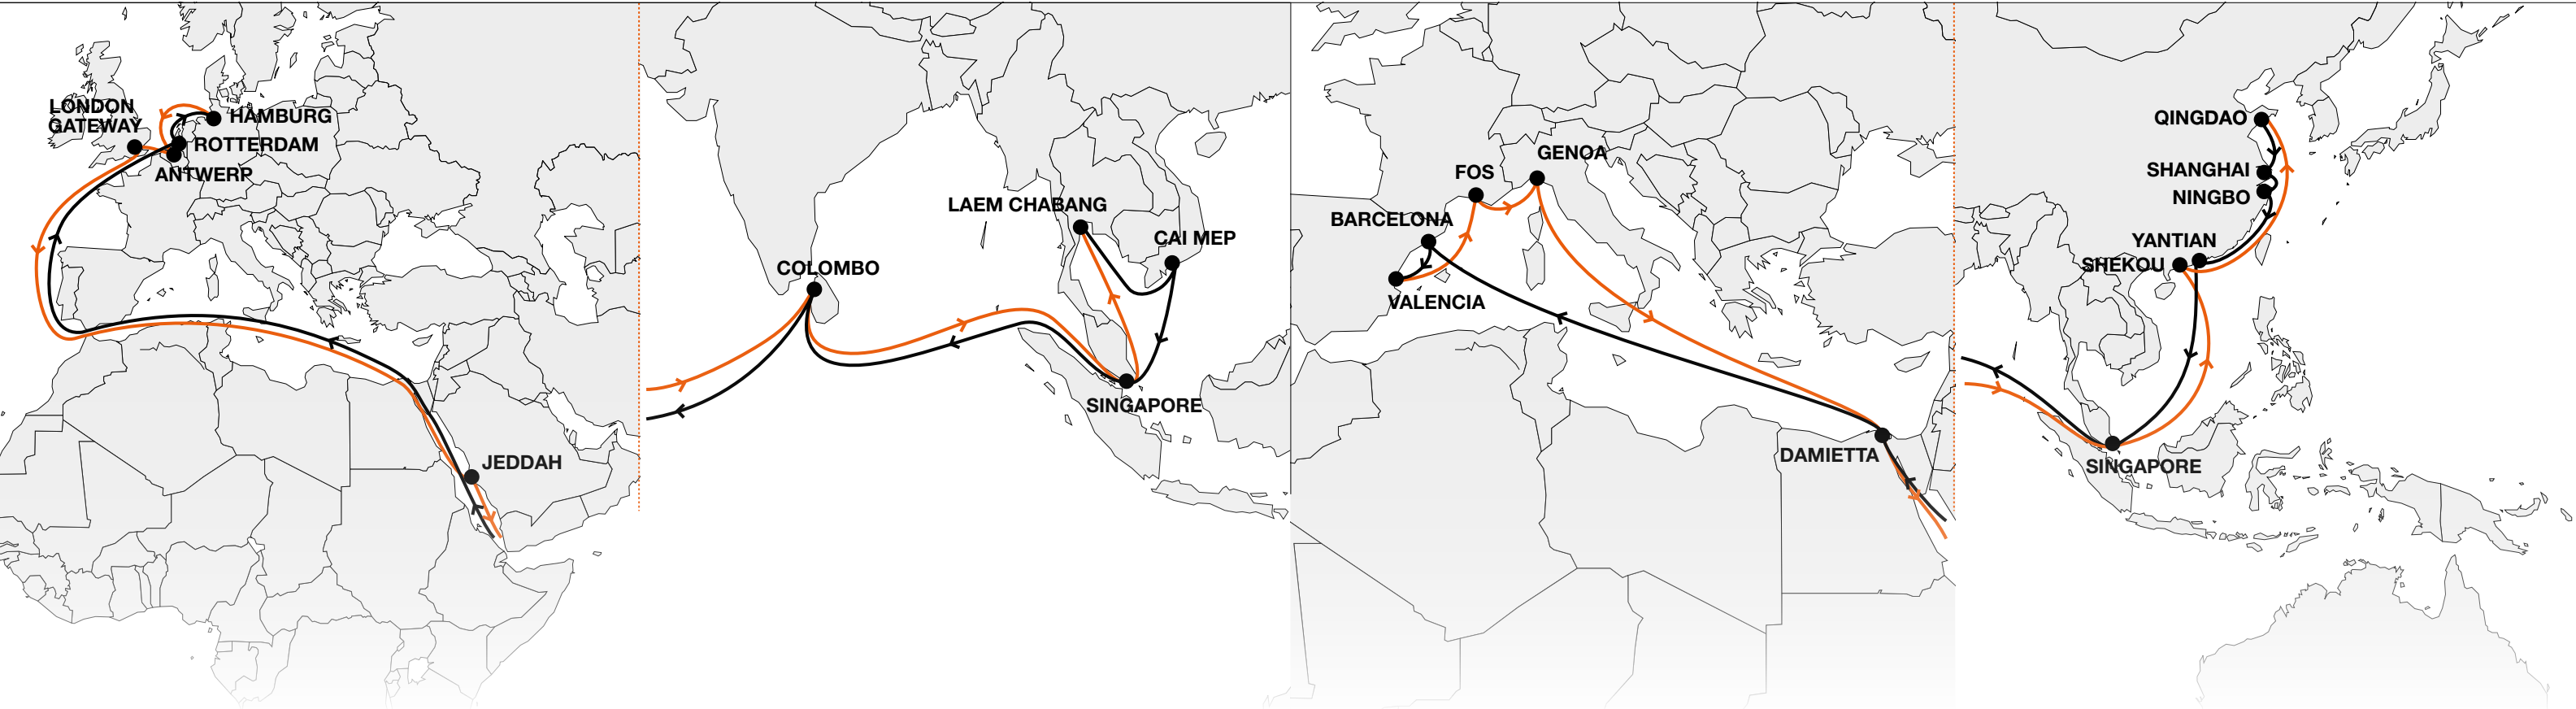 LONDON
GATEWAY
HAMBURG
ROTTERDAM
ANTWERP
JEDDAH
LAEM CHABANG
CAI MEP
COLOMBO
SINGAPORE
GENOA
FOS
BARCELONA
VALENCIA
DAMIETTA
QINGDAO
SHANGHAI
NINGBO
YANTIAN
SHEKOU
SINGAPORE